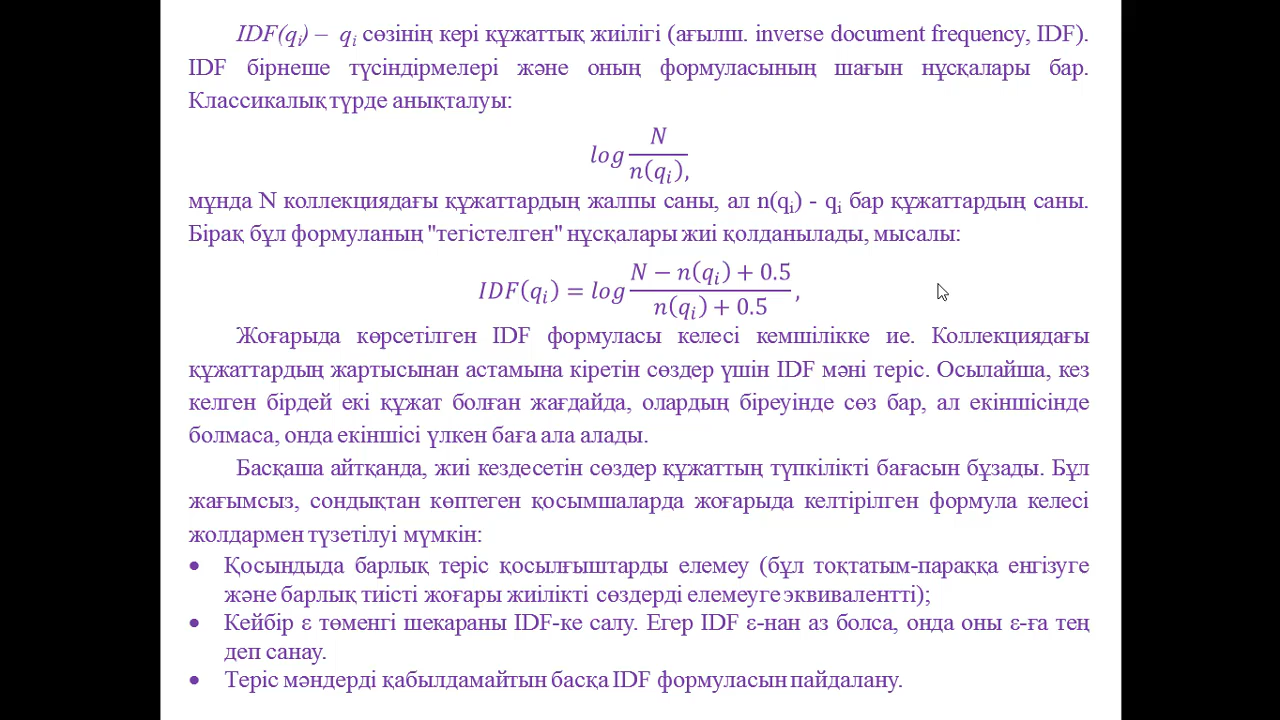 IDF(qᵢ) – qᵢ сөзінің кері құжаттық жиілігі (ағылш. inverse document frequency, IDF).
IDF бірнеше түсіндірмелері және оның формуласының шағын нұсқалары бар.
Классикалық түрде анықталуы:
log N / n(qᵢ),
мұнда N коллекциядағы құжаттардың жалпы саны, ал n(qᵢ) - qᵢ бар құжаттардың саны.
Бірақ бұл формуланың "тегістелген" нұсқалары жиі қолданылады, мысалы:
IDF(qᵢ) = log (N − n(qᵢ) + 0.5) / (n(qᵢ) + 0.5) ,
Жоғарыда көрсетілген IDF формуласы келесі кемшілікке ие. Коллекциядағы
құжаттардың жартысынан астамына кіретін сөздер үшін IDF мәні теріс. Осылайша, кез
келген бірдей екі құжат болған жағдайда, олардың біреуінде сөз бар, ал екіншісінде
болмаса, онда екіншісі үлкен баға ала алады.
Басқаша айтқанда, жиі кездесетін сөздер құжаттың түпкілікті бағасын бұзады. Бұл
жағымсыз, сондықтан көптеген қосымшаларда жоғарыда келтірілген формула келесі
жолдармен түзетілуі мүмкін:
• Қосындыда барлық теріс қосылғыштарды елемеу (бұл тоқтатым-параққа енгізуге
және барлық тиісті жоғары жиілікті сөздерді елемеуге эквивалентті);
• Кейбір ε төменгі шекараны IDF-ке салу. Егер IDF ε-нан аз болса, онда оны ε-ға тең
деп санау.
• Теріс мәндерді қабылдамайтын басқа IDF формуласын пайдалану.